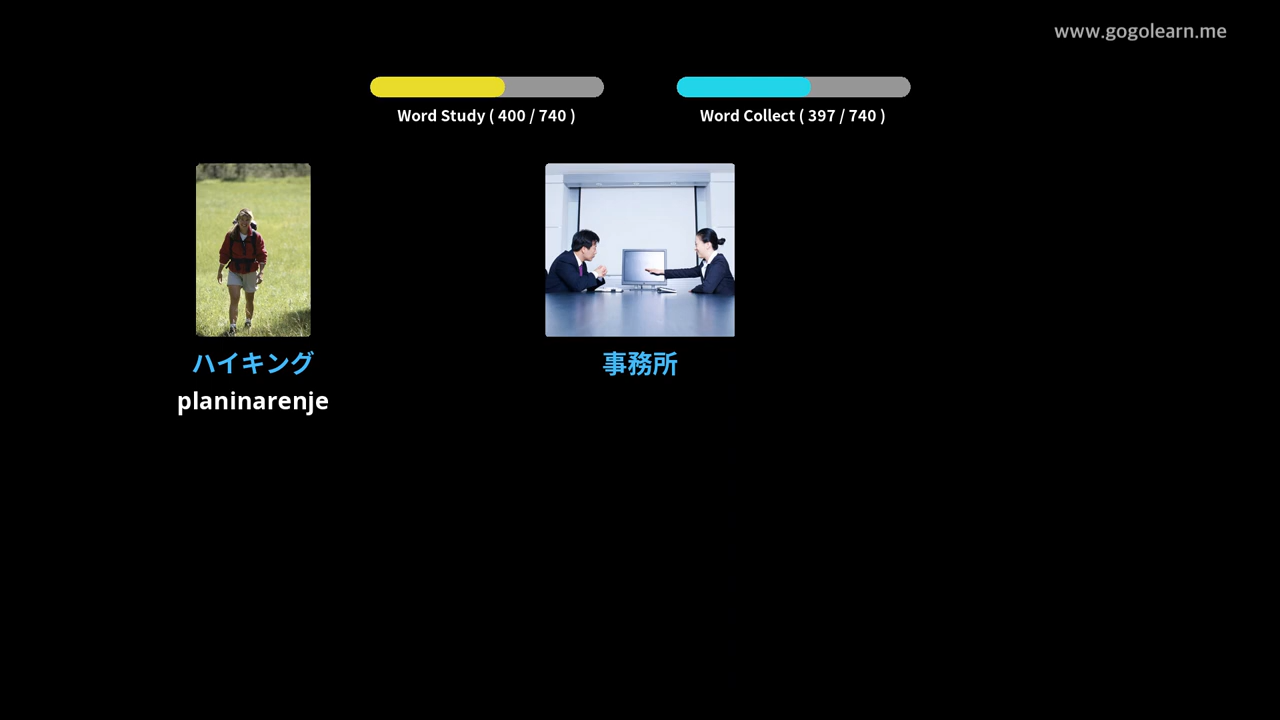 www.gogolearn.me
Word Study ( 400 / 740 )
Word Collect ( 397 / 740 )
ハイキング
事務所
planinarenje